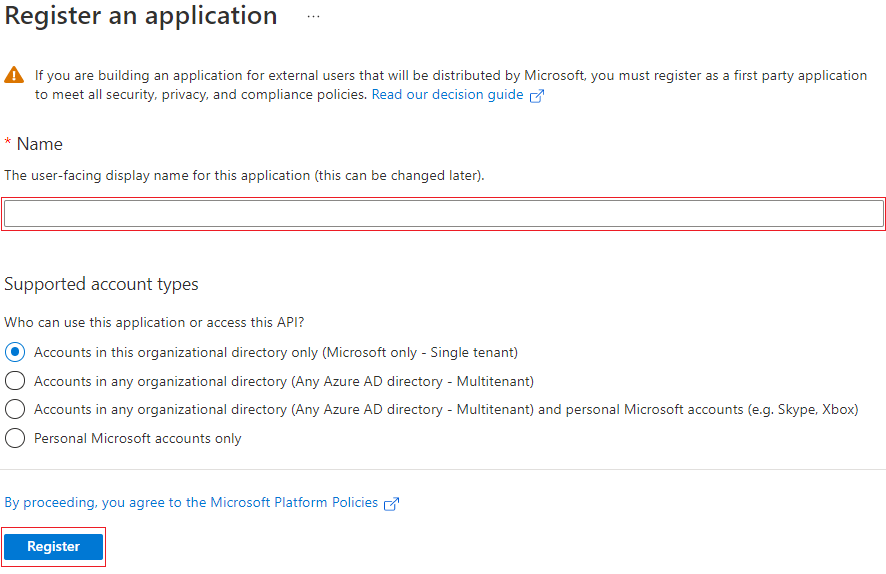 Register an application ...
If you are building an application for external users that will be distributed by Microsoft, you must register as a first party application
to meet all security, privacy, and compliance policies. Read our decision guide
* Name
The user-facing display name for this application (this can be changed later).
Supported account types
Who can use this application or access this API?
Accounts in this organizational directory only (Microsoft only - Single tenant)
Accounts in any organizational directory (Any Azure AD directory - Multitenant)
Accounts in any organizational directory (Any Azure AD directory - Multitenant) and personal Microsoft accounts (e.g. Skype, Xbox)
Personal Microsoft accounts only
By proceeding, you agree to the Microsoft Platform Policies
Register